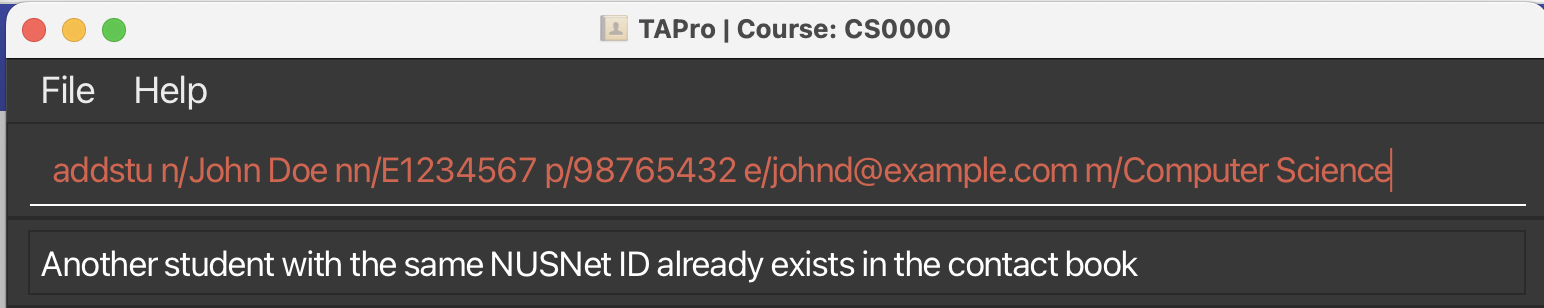 TAPro | Course: CS0000
File Help
addstu n/John Doe nn/E1234567 p/98765432 e/johnd@example.com m/Computer Science
Another student with the same NUSNet ID already exists in the contact book